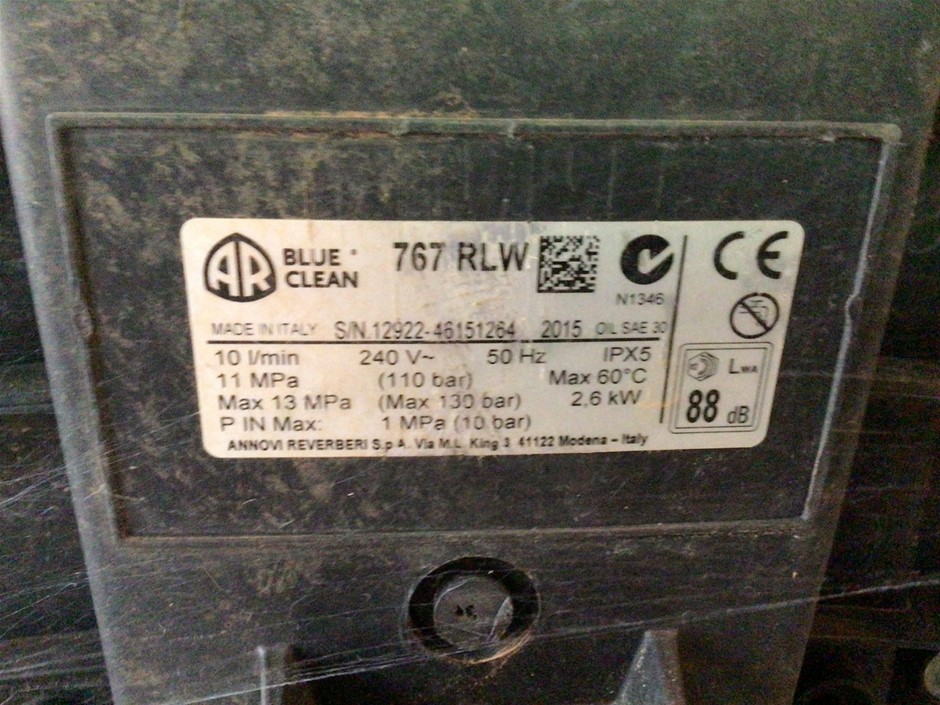 AR BLUE CLEAN 767 RLW
N1346
CE
MADE IN ITALY S/N.12922-46151264 2015 OIL SAE 30
10 l/min 240 V~ 50 Hz IPX5
11 MPa (110 bar) Max 60°C
Max 13 MPa (Max 130 bar) 2,6 kW
P IN Max: 1 MPa (10 bar)
ANNOVI REVERBERI S.p.A. Via M.L. King 3 41122 Modena - Italy
LWA
88 dB